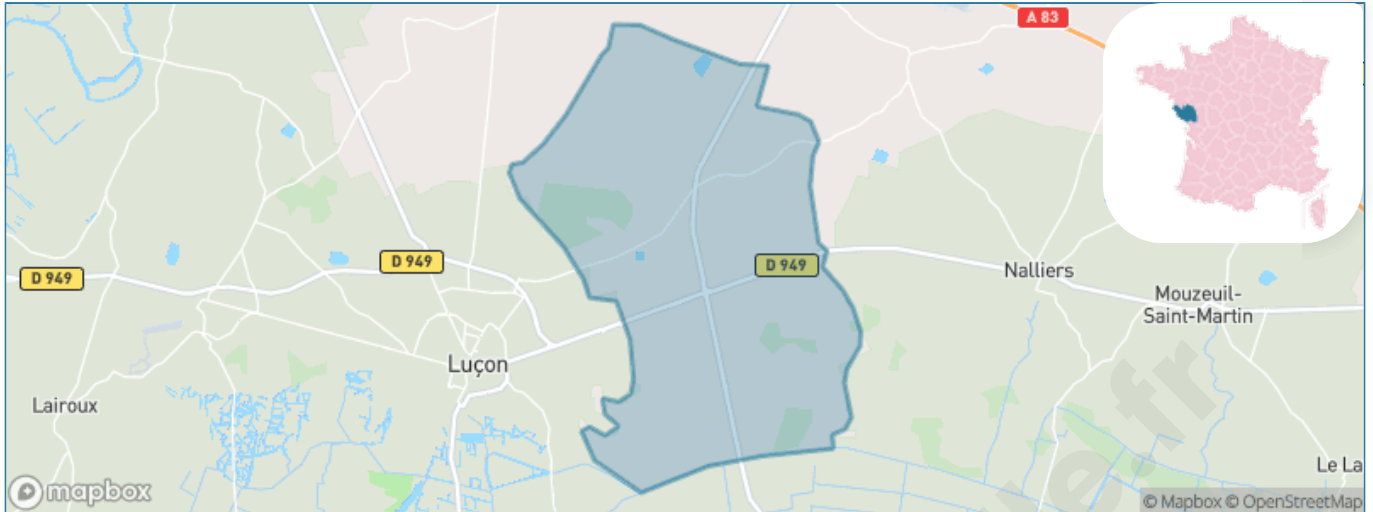 A 83
D 949
D 949
D 949
Nalliers
Mouzeuil-
Saint-Martin
Luçon
Lairoux
Le La
mapbox
© Mapbox © OpenStreetMap